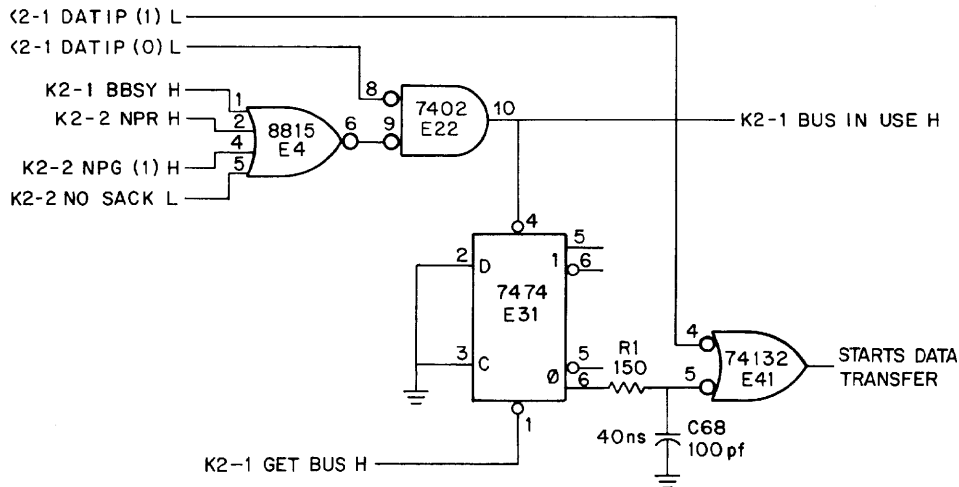 <2-1 DATIP (1) L
<2-1 DATIP (0) L
K2-1 BBSY H
K2-2 NPR H
K2-2 NPG (1) H
K2-2 NO SACK L
1
2
4
5
8815
E4
6
8
9
7402
E22
10
K2-1 BUS IN USE H
4
2
D
3
C
7474
E31
5
1
6
5
Ø
6
1
K2-1 GET BUS H
R1
150
40ns
C68
100pf
4
5
74132
E41
STARTS DATA
TRANSFER